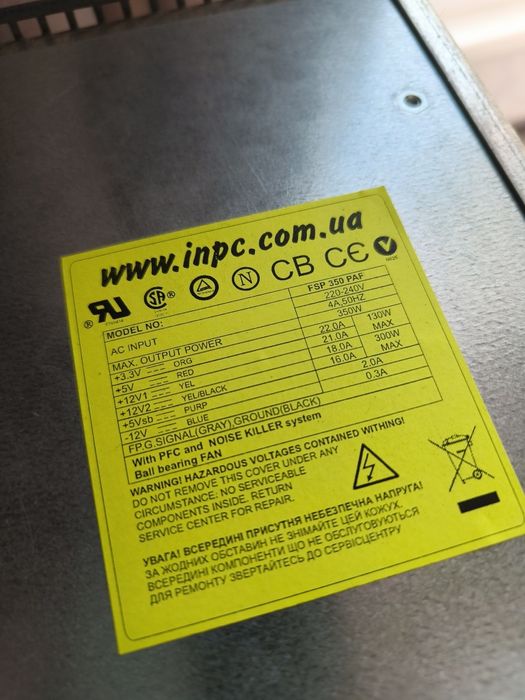 www.inpc.com.ua
® RU SA® N CB CE
MODEL NO: FSP 350 PAF
AC INPUT 220-240V
4A,50HZ
MAX. OUTPUT POWER 350W
+3.3V ORG 22.0A 130W
+5V RED 21.0A MAX
+12V1 YEL 18.0A 300W
+12V2 YEL/BLACK 16.0A MAX
+5Vsb PURP 2.0A
-12V BLUE 0.3A
FP.G.SIGNAL(GRAY),GROUND(BLACK)
With PFC and NOISE KILLER system
Ball bearing FAN
WARNING! HAZARDOUS VOLTAGES CONTAINED WITHING!
DO NOT REMOVE THIS COVER UNDER ANY
CIRCUMSTANCE: NO SERVICEABLE
COMPONENTS INSIDE. RETURN
SERVICE CENTER FOR REPAIR.
УВАГА! ВСЕРЕДИНІ ПРИСУТНЯ НЕБЕЗПЕЧНА НАПРУГА!
ЗА ЖОДНИХ ОБСТАВИН НЕ ЗНІМАЙТЕ ЦЕЙ КОЖУХ.
ВСЕРЕДИНІ КОМПОНЕНТИ ЩО НЕ ОБСЛУГОВУЮТЬСЯ
ДЛЯ РЕМОНТУ ЗВЕРТАЙТЕСЬ ДО СЕРВІСЦЕНТРУ